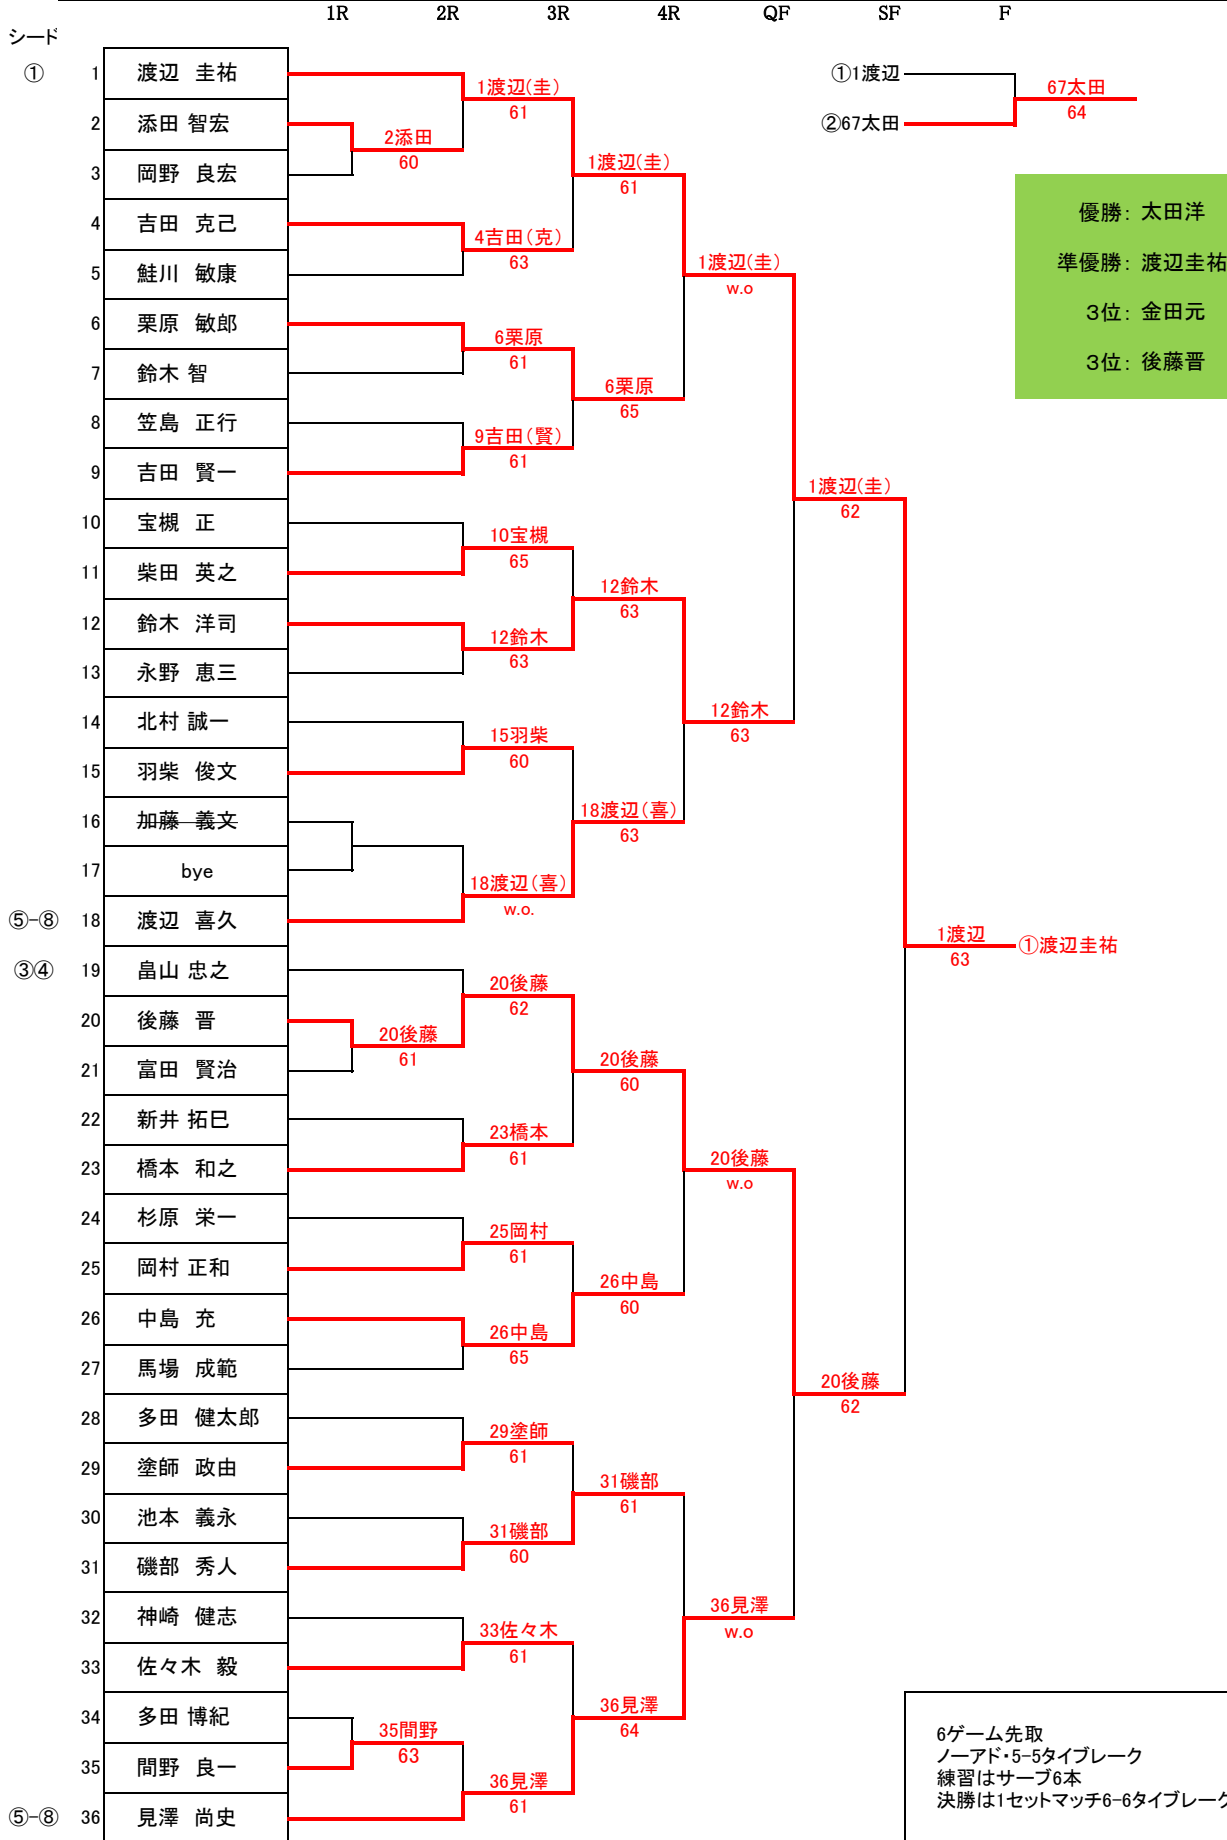 1R 2R 3R 4R QF SF F
シード
① 1 渡辺 圭祐
2 添田 智宏
3 岡野 良宏
4 吉田 克己
5 鮭川 敏康
6 栗原 敏郎
7 鈴木 智
8 笠島 正行
9 吉田 賢一
10 宝槻 正
11 柴田 英之
12 鈴木 洋司
13 永野 恵三
14 北村 誠一
15 羽柴 俊文
16 加藤 義文
17 bye
⑤-⑧ 18 渡辺 喜久
③④ 19 畠山 忠之
20 後藤 晋
21 富田 賢治
22 新井 拓巳
23 橋本 和之
24 杉原 栄一
25 岡村 正和
26 中島 充
27 馬場 成範
28 多田 健太郎
29 塗師 政由
30 池本 義永
31 磯部 秀人
32 神崎 健志
33 佐々木 毅
34 多田 博紀
35 間野 良一
⑤-⑧ 36 見澤 尚史
2添田
60
20後藤
61
35間野
63
1渡辺(圭)
61
4吉田(克)
63
6栗原
61
9吉田(賢)
61
10宝槻
65
12鈴木
63
15羽柴
60
18渡辺(喜)
w.o.
20後藤
62
23橋本
61
25岡村
61
26中島
65
29塗師
61
31磯部
60
33佐々木
61
36見澤
61
1渡辺(圭)
61
6栗原
65
12鈴木
63
18渡辺(喜)
63
20後藤
60
26中島
60
31磯部
61
36見澤
64
1渡辺(圭)
w.o
12鈴木
63
20後藤
w.o
36見澤
w.o
1渡辺(圭)
62
20後藤
62
1渡辺
63
①渡辺圭祐
①1渡辺
②67太田
67太田
64
優勝: 太田洋
準優勝: 渡辺圭祐
3位: 金田元
3位: 後藤晋
6ゲーム先取
ノーアド・5-5タイブレーク
練習はサーブ6本
決勝は1セットマッチ6-6タイブレーク